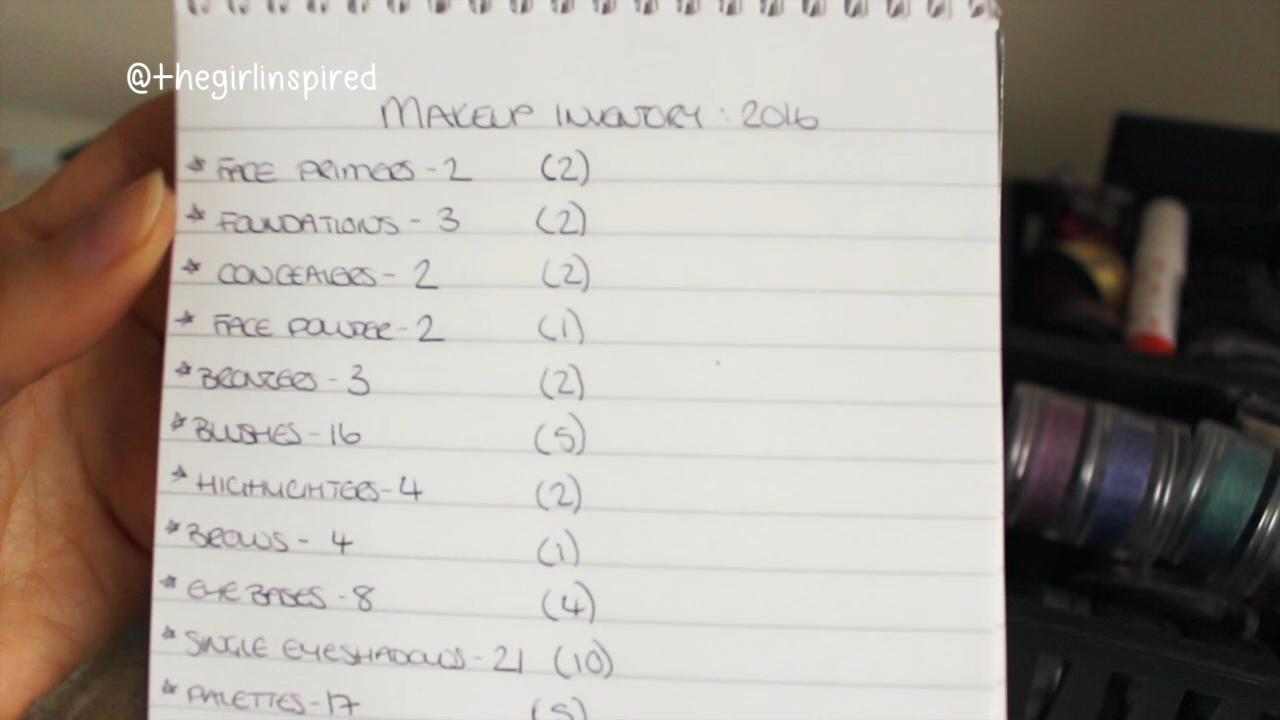 @thegirlinspired
MAKEUP INVENTORY : 2016
* FACE PRIMERS - 2 (2)
* FOUNDATIONS - 3 (2)
* CONCEALERS - 2 (2)
* FACE POWDER - 2 (1)
* BRONZERS - 3 (2)
* BLUSHES - 16 (5)
* HIGHLIGHTERS - 4 (2)
* BROWS - 4 (1)
* EYE BASES - 8 (4)
* SINGLE EYESHADOWS - 21 (10)
* PALETTES - 17 (5)